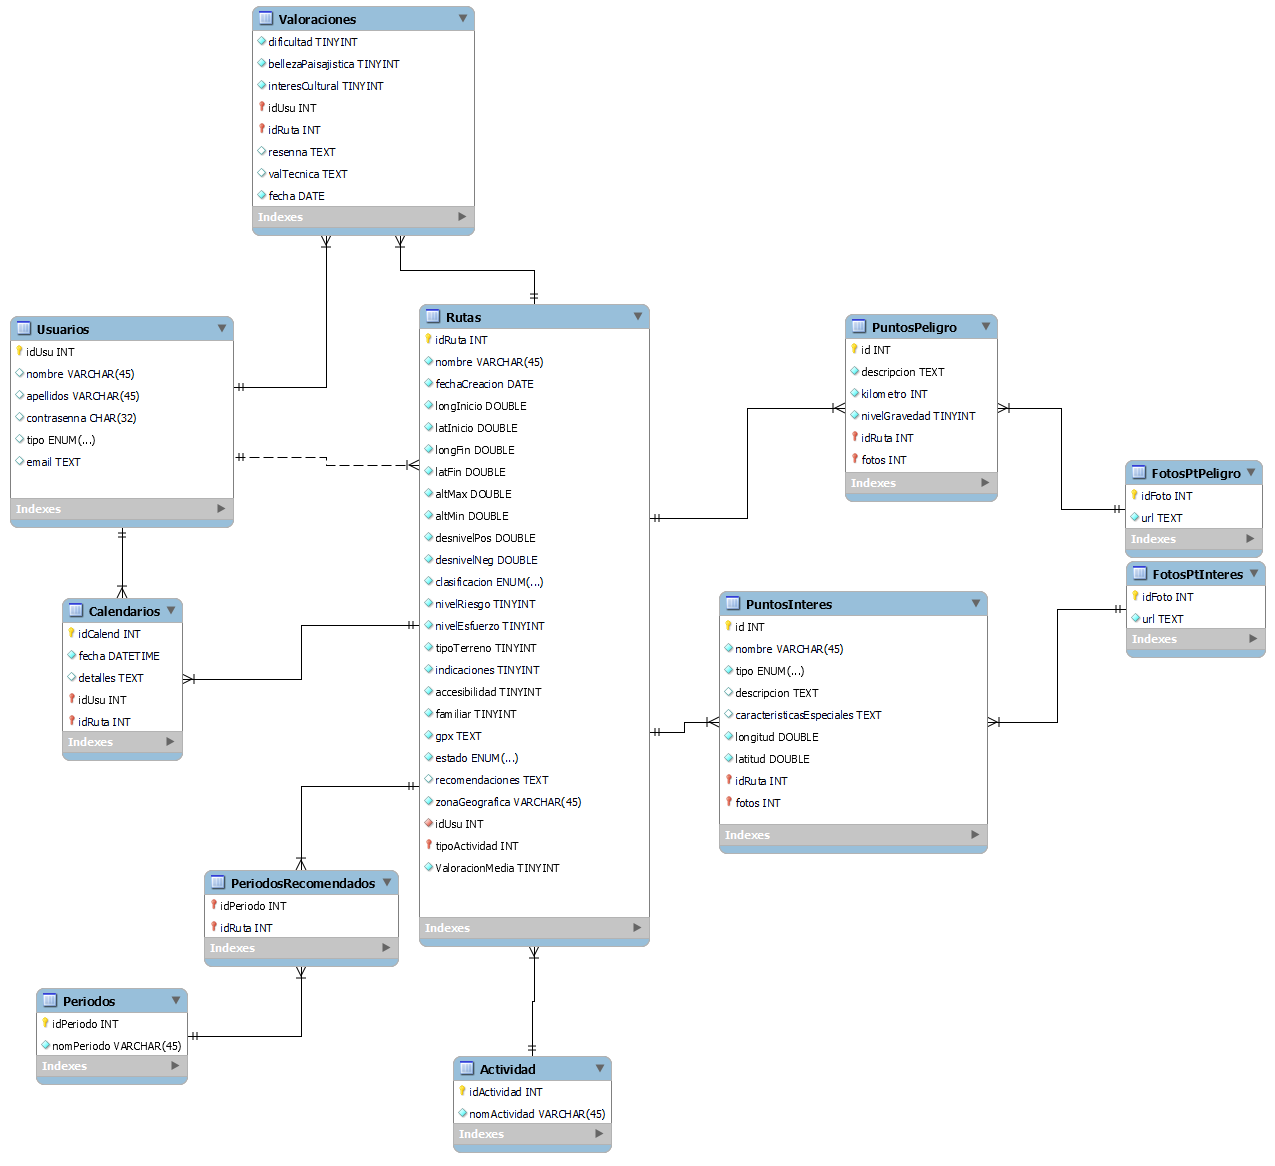 Valoraciones
dificultad TINYINT
bellezaPaisajistica TINYINT
interesCultural TINYINT
idUsu INT
idRuta INT
resenna TEXT
valTecnica TEXT
fecha DATE
Indexes
Usuarios
idUsu INT
nombre VARCHAR(45)
apellidos VARCHAR(45)
contrasenna CHAR(32)
tipo ENUM(...)
email TEXT
Indexes
Rutas
idRuta INT
nombre VARCHAR(45)
fechaCreacion DATE
longInicio DOUBLE
latInicio DOUBLE
longFin DOUBLE
latFin DOUBLE
altMax DOUBLE
altMin DOUBLE
desnivelPos DOUBLE
desnivelNeg DOUBLE
clasificacion ENUM(...)
nivelRiesgo TINYINT
nivelEsfuerzo TINYINT
tipoTerreno TINYINT
indicaciones TINYINT
accesibilidad TINYINT
familiar TINYINT
gpx TEXT
estado ENUM(...)
recomendaciones TEXT
zonaGeografica VARCHAR(45)
idUsu INT
tipoActividad INT
ValoracionMedia TINYINT
Indexes
PuntosPeligro
id INT
descripcion TEXT
kilometro INT
nivelGravedad TINYINT
idRuta INT
fotos INT
Indexes
FotosPtPeligro
idFoto INT
url TEXT
Indexes
FotosPtInteres
idFoto INT
url TEXT
Indexes
PuntosInteres
id INT
nombre VARCHAR(45)
tipo ENUM(...)
descripcion TEXT
caracteristicasEspeciales TEXT
longitud DOUBLE
latitud DOUBLE
idRuta INT
fotos INT
Indexes
Calendarios
idCalend INT
fecha DATETIME
detalles TEXT
idUsu INT
idRuta INT
Indexes
PeriodosRecomendados
idPeriodo INT
idRuta INT
Indexes
Periodos
idPeriodo INT
nomPeriodo VARCHAR(45)
Indexes
Actividad
idActividad INT
nomActividad VARCHAR(45)
Indexes